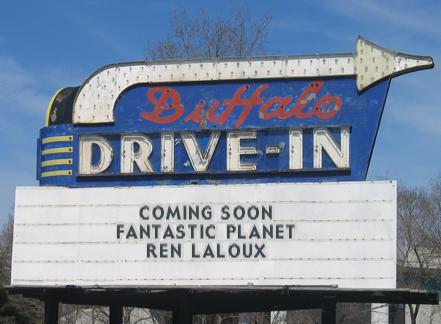 Buffalo
DRIVE-IN
COMING SOON
FANTASTIC PLANET
REN LALOUX